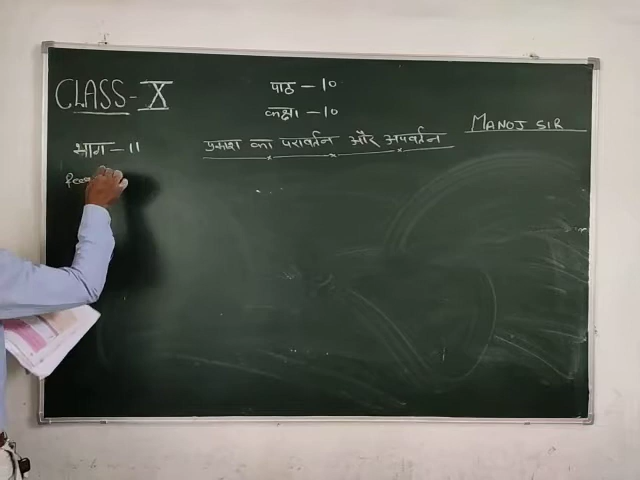 CLASS-X
पाठ - 10
कक्षा - 10
MANOJ SIR
भाग - 11
प्रकाश का परावर्तन और अपवर्तन